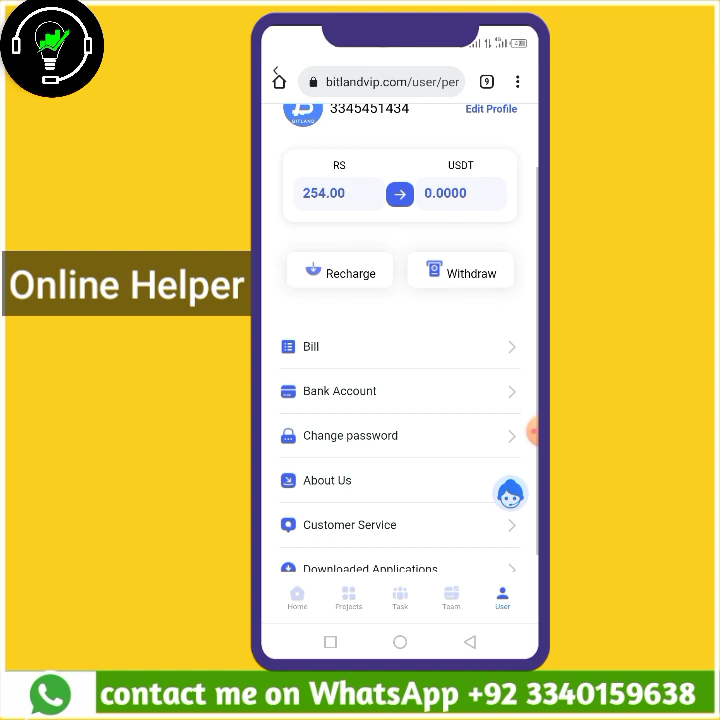 9
bitlandvip.com/user/per
BITLAND
3345451434
Edit Profile
RS
USDT
254.00
0.0000
Recharge
Withdraw
Online Helper
Bill
Bank Account
Change password
About Us
Customer Service
Downloaded Applications
Home
Projects
Task
Team
User
contact me on WhatsApp +92 3340159638